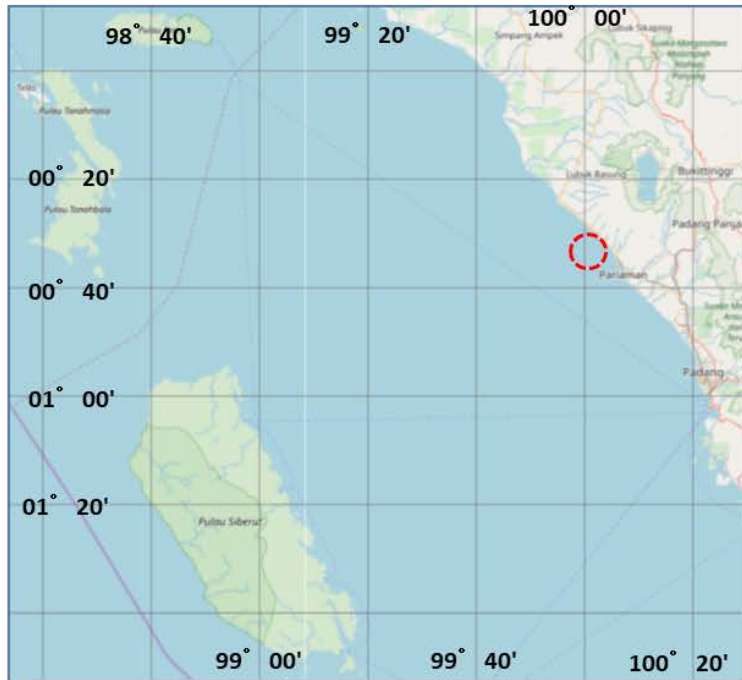 100° 00'
98° 40'
99° 20'
Simpang Ampek
Lubuk Sikaping
Pulau Tanahmasa
00° 20'
Lubuk Basung
Bukittinggi
Pulau Tanahbala
Padang Panjang
Pariaman
00° 40'
Padang
01° 00'
01° 20'
Pulau Siberut
99° 00'
99° 40'
100° 20'